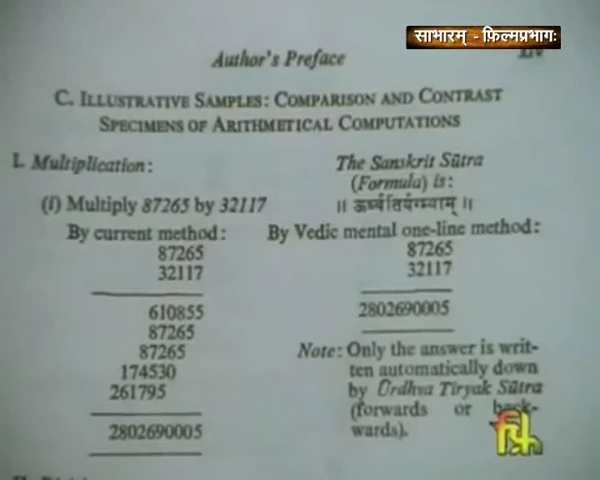 साभारम् - फ़िल्मप्रभागः
Author's Preface
C. ILLUSTRATIVE SAMPLES: COMPARISON AND CONTRAST
SPECIMENS OF ARITHMETICAL COMPUTATIONS
I. Multiplication:
The Sanskrit Sūtra
(Formula) is:
(i) Multiply 87265 by 32117
॥ ऊर्ध्वतिर्यग्भ्याम् ॥
By current method:
87265
32117
610855
87265
87265
174530
261795
2802690005
By Vedic mental one-line method:
87265
32117
2802690005
Note: Only the answer is writ-
ten automatically down
by Ūrdhva Tiryak Sūtra
(forwards or back-
wards).